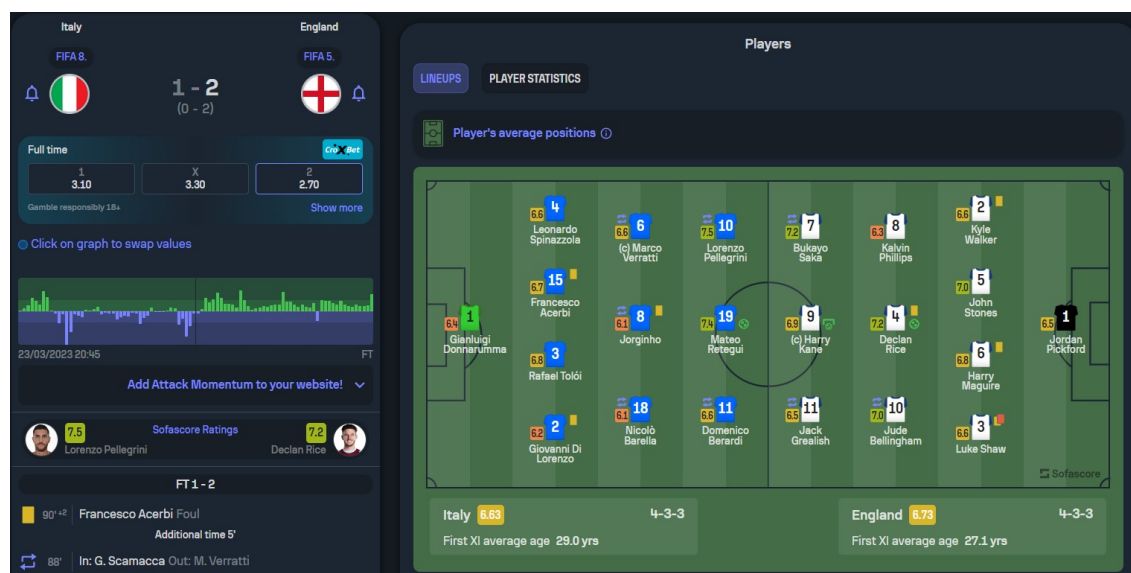 Italy
England
FIFA 8.
FIFA 5.
1 - 2
(0 - 2)
Full time
CroXBet
1
3.10
X
3.30
2
2.70
Gamble responsibly 18+
Show more
Click on graph to swap values
23/03/2023 20:45
FT
Add Attack Momentum to your website!
7.5
Sofascore Ratings
7.2
Lorenzo Pellegrini
Declan Rice
FT 1 - 2
90'+2 Francesco Acerbi Foul
Additional time 5'
88' In: G. Scamacca Out: M. Verratti
Players
LINEUPS
PLAYER STATISTICS
Player's average positions
1
6.4
Gianluigi
Donnarumma
4
6.6
Leonardo
Spinazzola
15
6.7
Francesco
Acerbi
3
6.8
Rafael Tolói
2
6.2
Giovanni Di
Lorenzo
6
6.6
(c) Marco
Verratti
8
6.1
Jorginho
18
6.1
Nicolò
Barella
10
7.5
Lorenzo
Pellegrini
19
7.4
Mateo
Retegui
11
6.6
Domenico
Berardi
7
7.2
Bukayo
Saka
9
6.9
(c) Harry
Kane
11
6.5
Jack
Grealish
8
6.3
Kalvin
Phillips
4
7.2
Declan
Rice
10
7.0
Jude
Bellingham
2
6.6
Kyle
Walker
5
7.0
John
Stones
6
6.8
Harry
Maguire
3
6.6
Luke Shaw
1
6.5
Jordan
Pickford
Sofascore
Italy 6.63
4-3-3
First XI average age 29.0 yrs
England 6.73
4-3-3
First XI average age 27.1 yrs